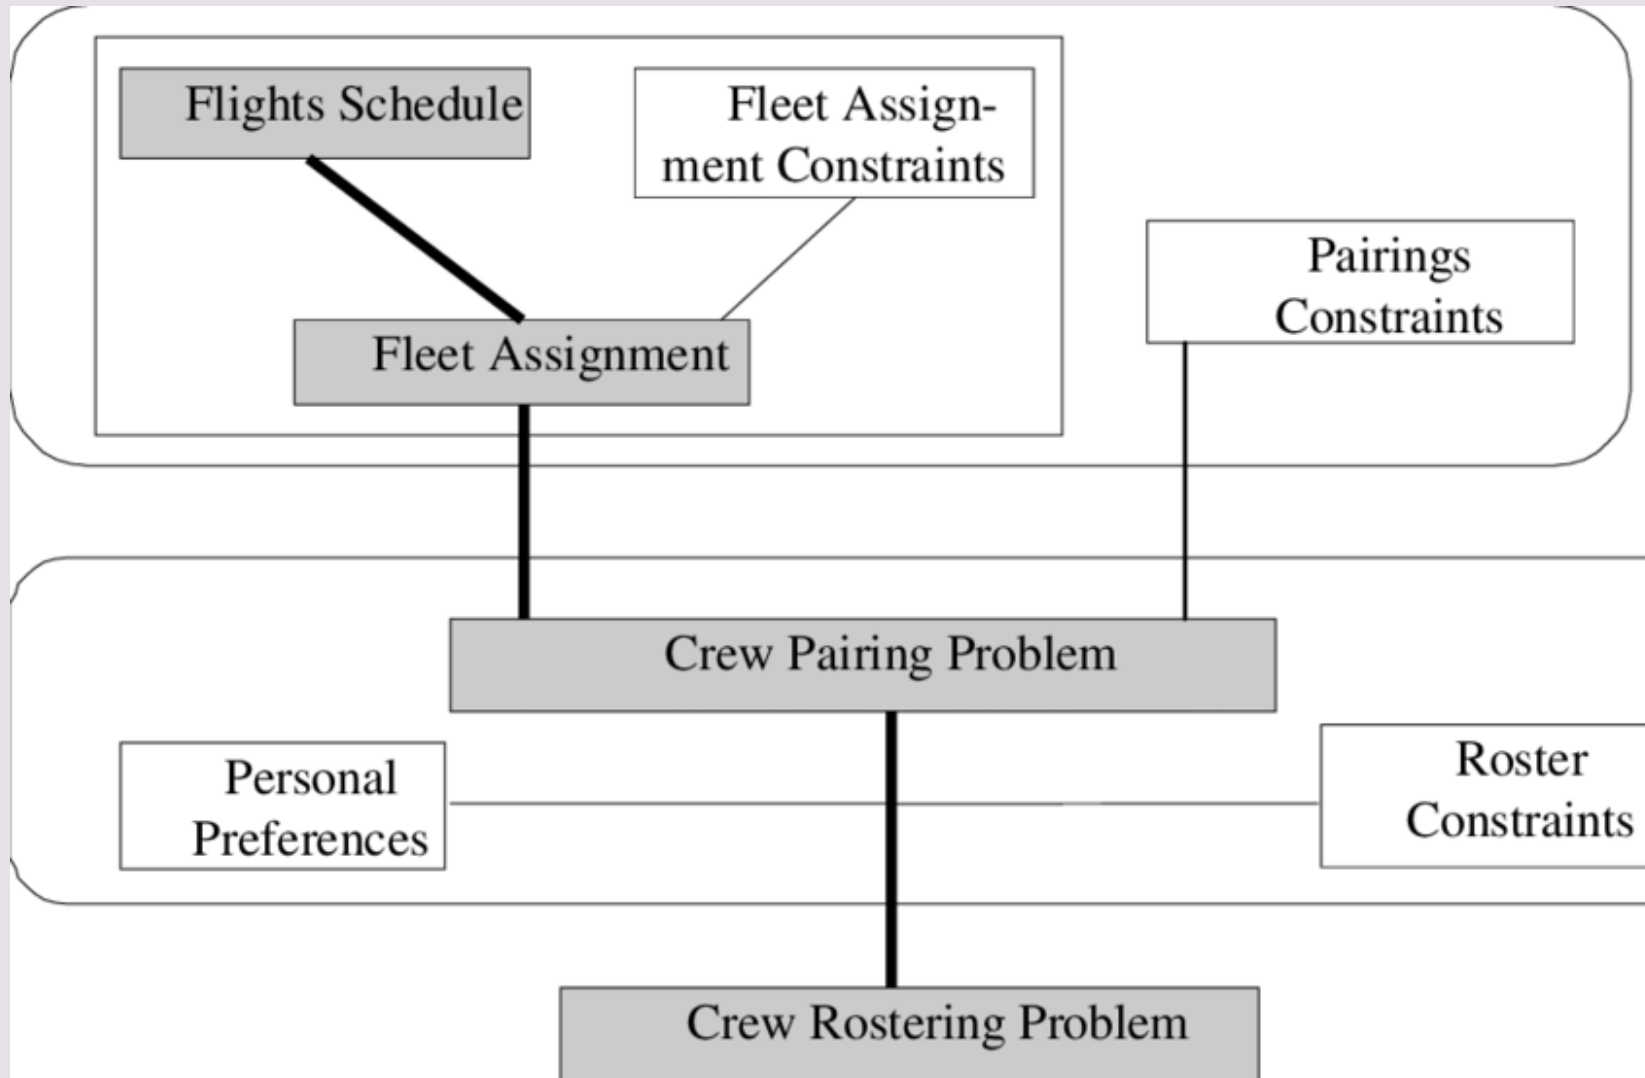 Flights Schedule
Fleet Assign-
ment Constraints
Pairings
Constraints
Fleet Assignment
Crew Pairing Problem
Personal
Preferences
Roster
Constraints
Crew Rostering Problem